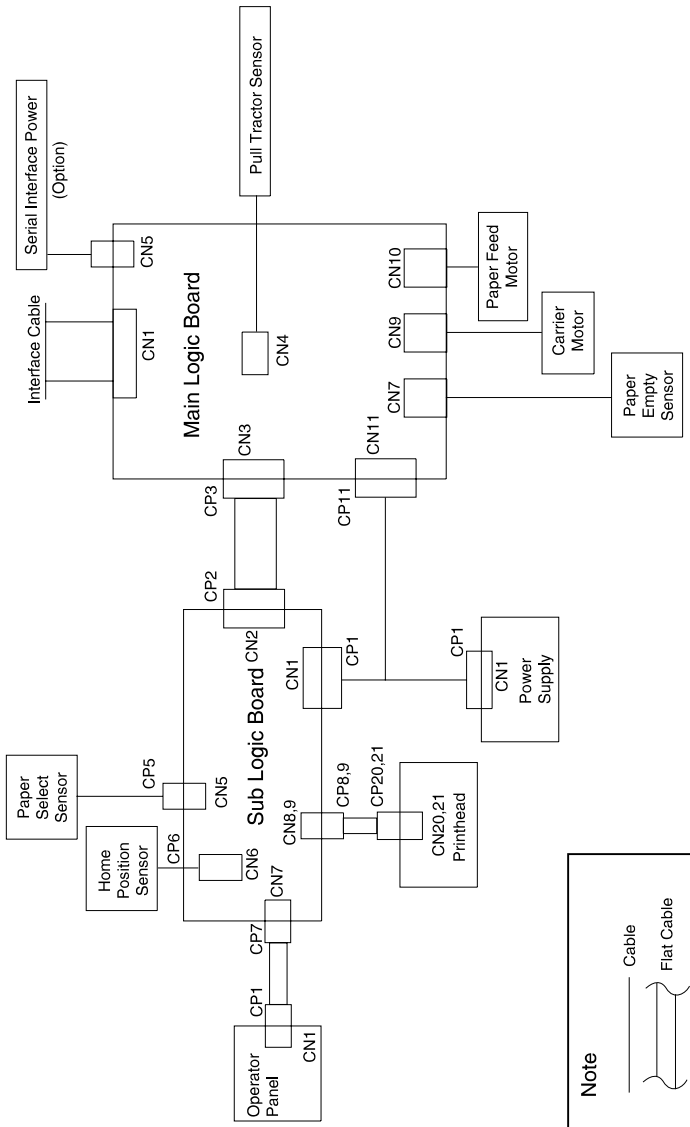 Serial Interface Power
(Option)
Interface Cable
Pull Tractor Sensor
CN5
CN1
Main Logic Board
CN4
CN10
CN9
CN7
Paper Feed
Motor
Carrier
Motor
Paper
Empty
Sensor
CN3
CP3
CN11
CP11
CP2
CN2
Sub Logic Board
CN1
CP1
CP1
CN1
Power
Supply
Paper
Select
Sensor
CP5
CN5
Home
Position
Sensor
CP6
CN6
CN8,9
CP8,9
CP20,21
CN20,21
Printhead
CN7
CP7
CP1
CN1
Operator
Panel
Note
Cable
Flat Cable